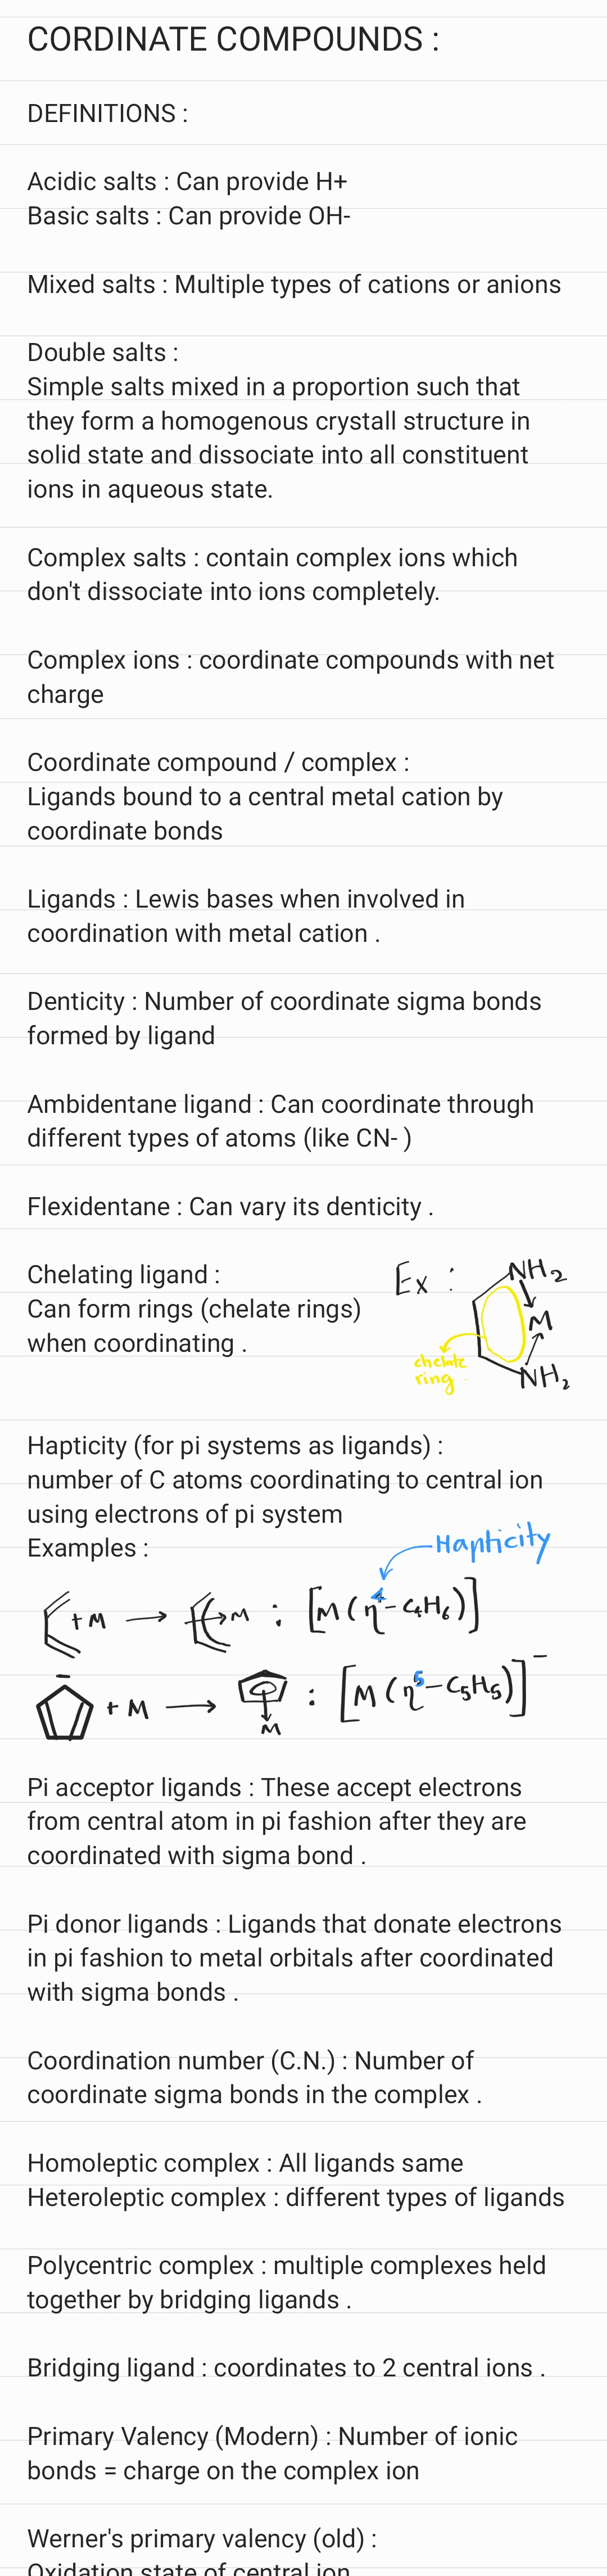 CORDINATE COMPOUNDS :
DEFINITIONS :
Acidic salts : Can provide H+
Basic salts : Can provide OH-
Mixed salts : Multiple types of cations or anions
Double salts :
Simple salts mixed in a proportion such that
they form a homogenous crystall structure in
solid state and dissociate into all constituent
ions in aqueous state.
Complex salts : contain complex ions which
don't dissociate into ions completely.
Complex ions : coordinate compounds with net
charge
Coordinate compound / complex :
Ligands bound to a central metal cation by
coordinate bonds
Ligands : Lewis bases when involved in
coordination with metal cation .
Denticity : Number of coordinate sigma bonds
formed by ligand
Ambidentane ligand : Can coordinate through
different types of atoms (like CN- )
Flexidentane : Can vary its denticity .
Chelating ligand :
Can form rings (chelate rings)
when coordinating .
Ex :
NH2
M
NH2
chelate
ring
Hapticity (for pi systems as ligands) :
number of C atoms coordinating to central ion
using electrons of pi system
Examples :
Hapticity
+ M → M : [M(η⁴-C₄H₆)]
+ M → M : [M(η⁵-C₅H₅)]⁻
Pi acceptor ligands : These accept electrons
from central atom in pi fashion after they are
coordinated with sigma bond .
Pi donor ligands : Ligands that donate electrons
in pi fashion to metal orbitals after coordinated
with sigma bonds .
Coordination number (C.N.) : Number of
coordinate sigma bonds in the complex .
Homoleptic complex : All ligands same
Heteroleptic complex : different types of ligands
Polycentric complex : multiple complexes held
together by bridging ligands .
Bridging ligand : coordinates to 2 central ions .
Primary Valency (Modern) : Number of ionic
bonds = charge on the complex ion
Werner's primary valency (old) :
Oxidation state of central ion